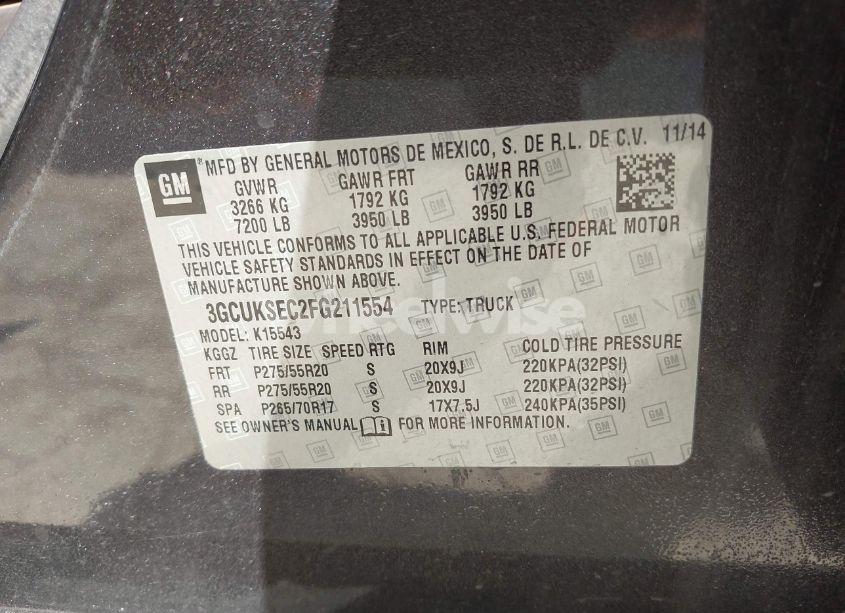 GM ® MFD BY GENERAL MOTORS DE MEXICO, S. DE R.L. DE C.V. 11/14
GVWR GAWR FRT GAWR RR
3266 KG 1792 KG 1792 KG
7200 LB 3950 LB 3950 LB
THIS VEHICLE CONFORMS TO ALL APPLICABLE U.S. FEDERAL MOTOR
VEHICLE SAFETY STANDARDS IN EFFECT ON THE DATE OF
MANUFACTURE SHOWN ABOVE.
3GCUKSEC2FG211554 TYPE: TRUCK
wheelwise
MODEL: K15543
KGGZ TIRE SIZE SPEED RTG RIM COLD TIRE PRESSURE
FRT P275/55R20 S 20X9J 220KPA(32PSI)
RR P275/55R20 S 20X9J 220KPA(32PSI)
SPA P265/70R17 S 17X7.5J 240KPA(35PSI)
SEE OWNER'S MANUAL FOR MORE INFORMATION.